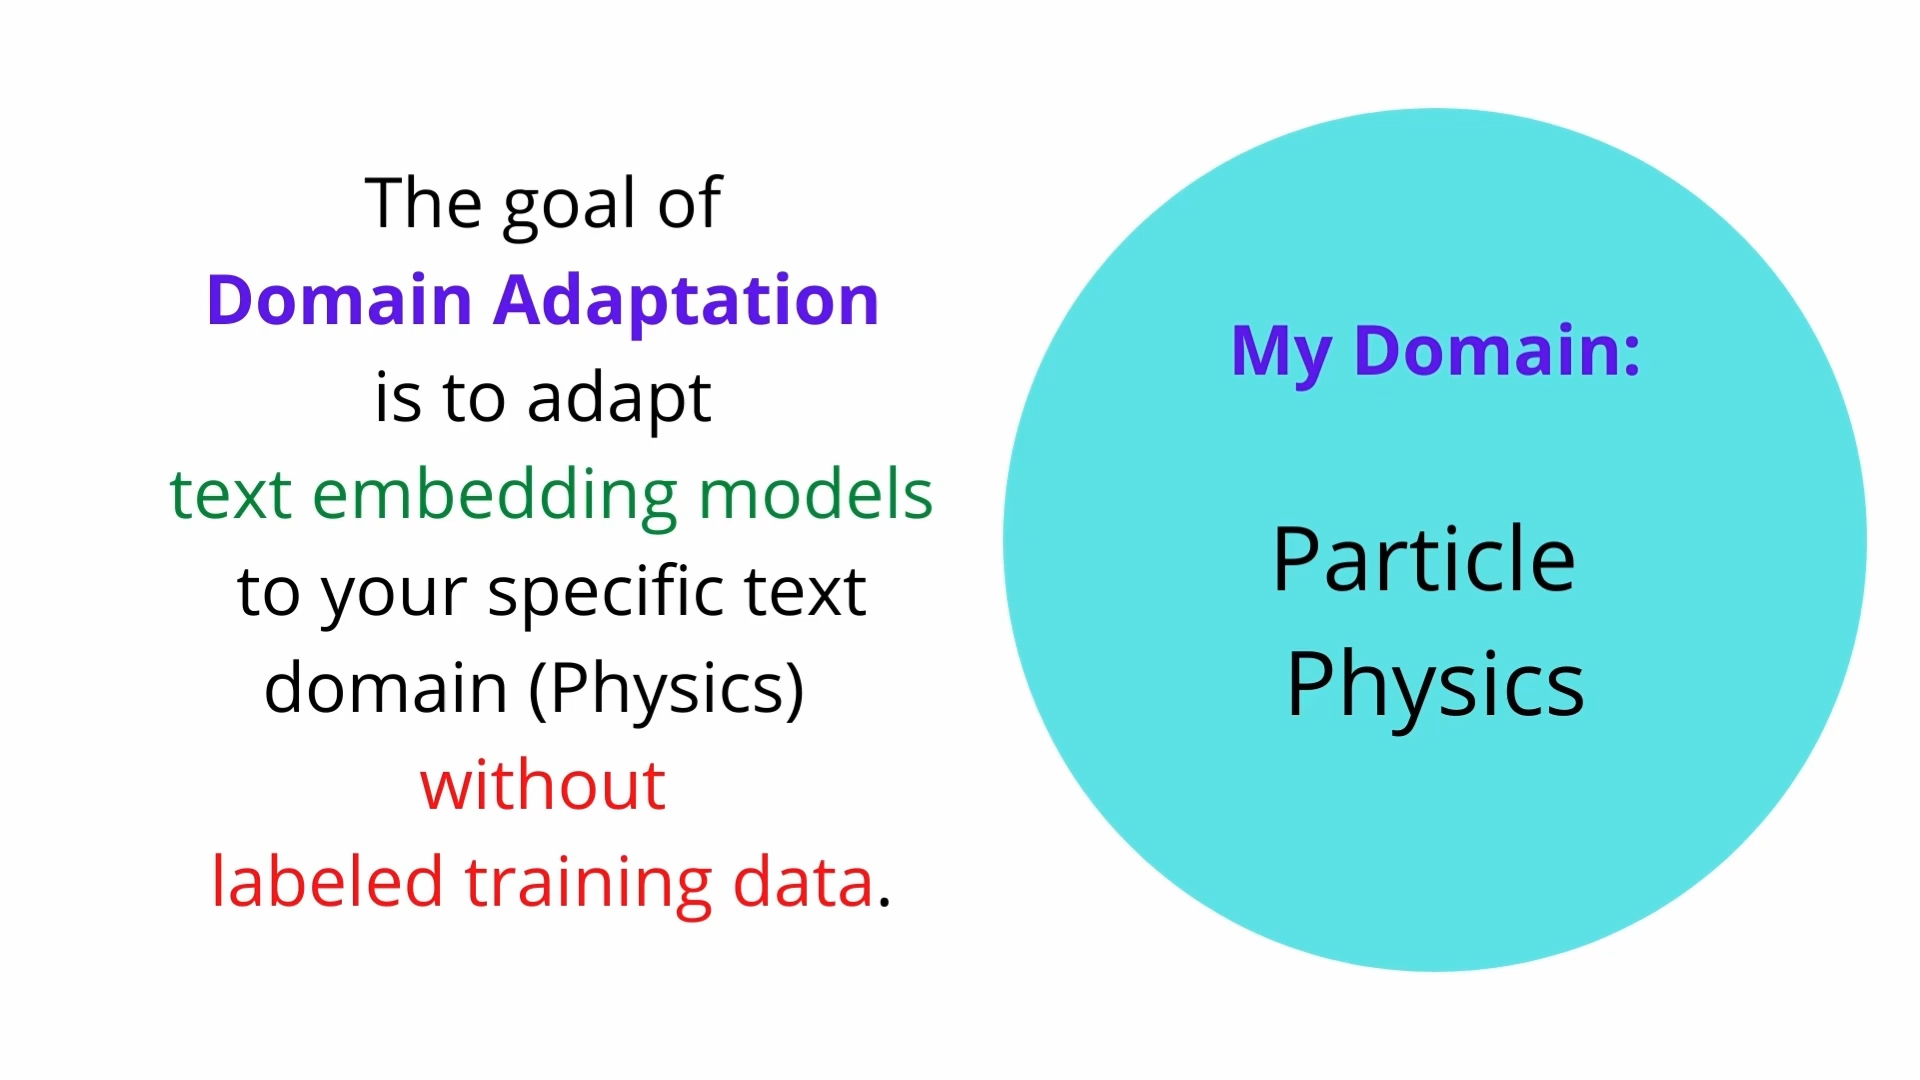 The goal of
Domain Adaptation
is to adapt
text embedding models
to your specific text
domain (Physics)
without
labeled training data.
My Domain:
Particle
Physics